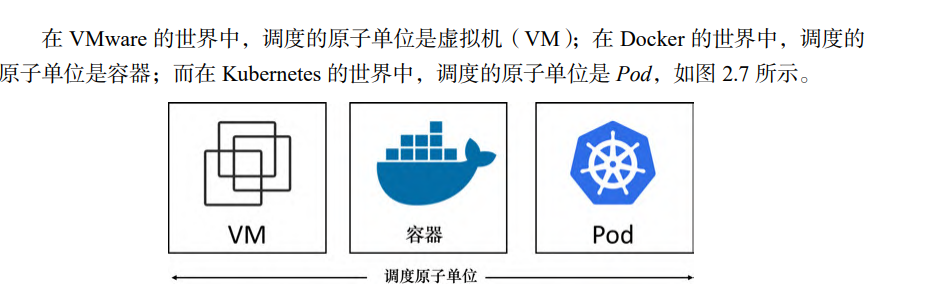 在 VMware 的世界中，调度的原子单位是虚拟机（VM）；在 Docker 的世界中，调度的
原子单位是容器；而在 Kubernetes 的世界中，调度的原子单位是 Pod，如图 2.7 所示。
VM
容器
Pod
调度原子单位